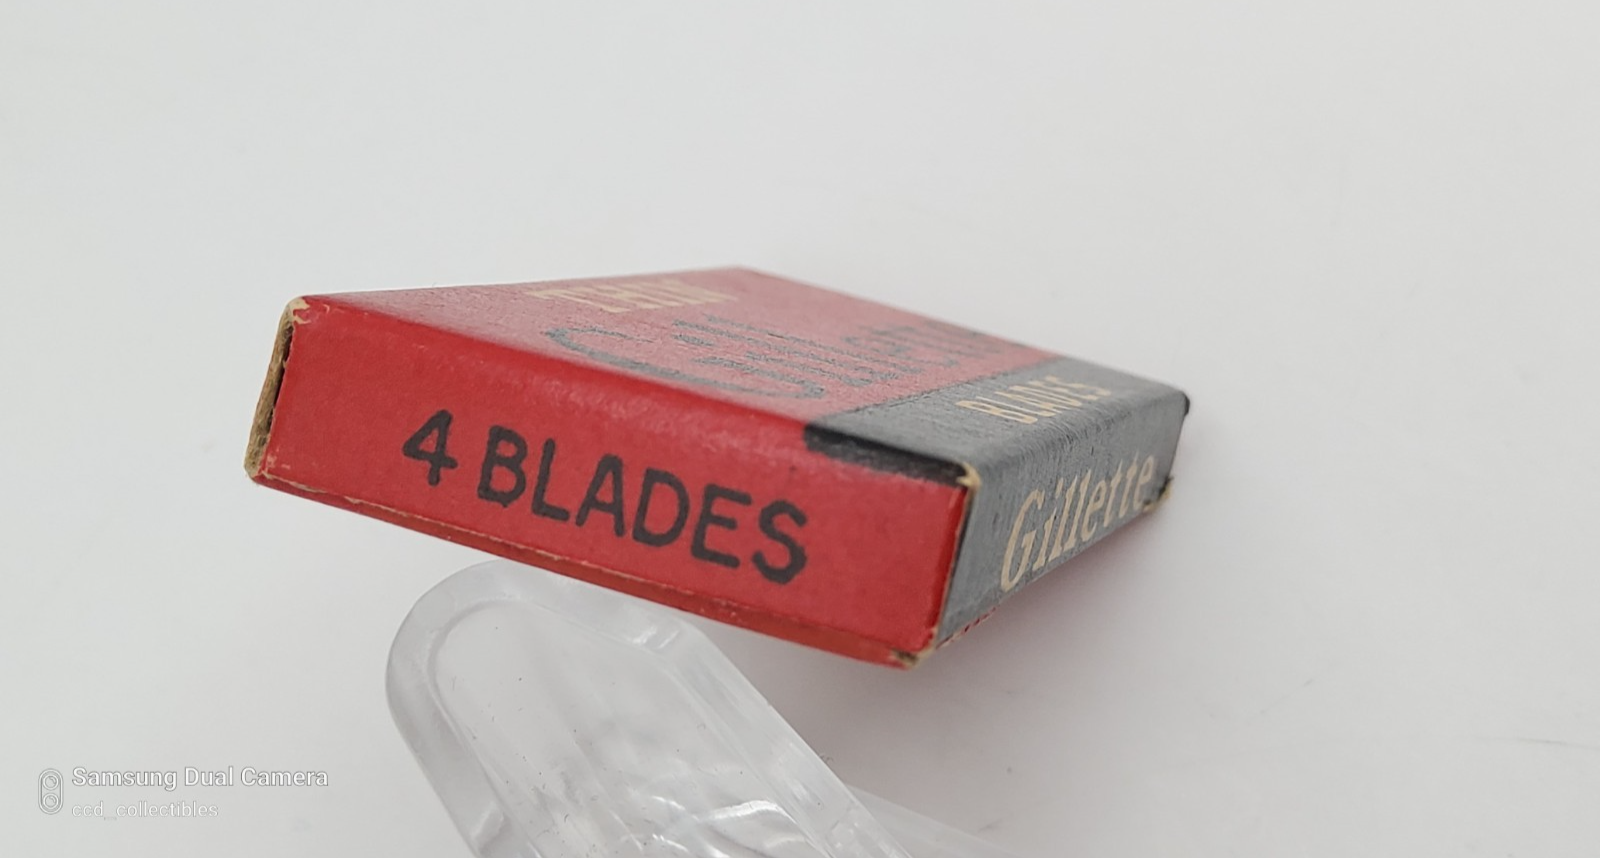 THIN
Gillette
BLADES
Gillette
4 BLADES
Samsung Dual Camera
ccd_collectibles